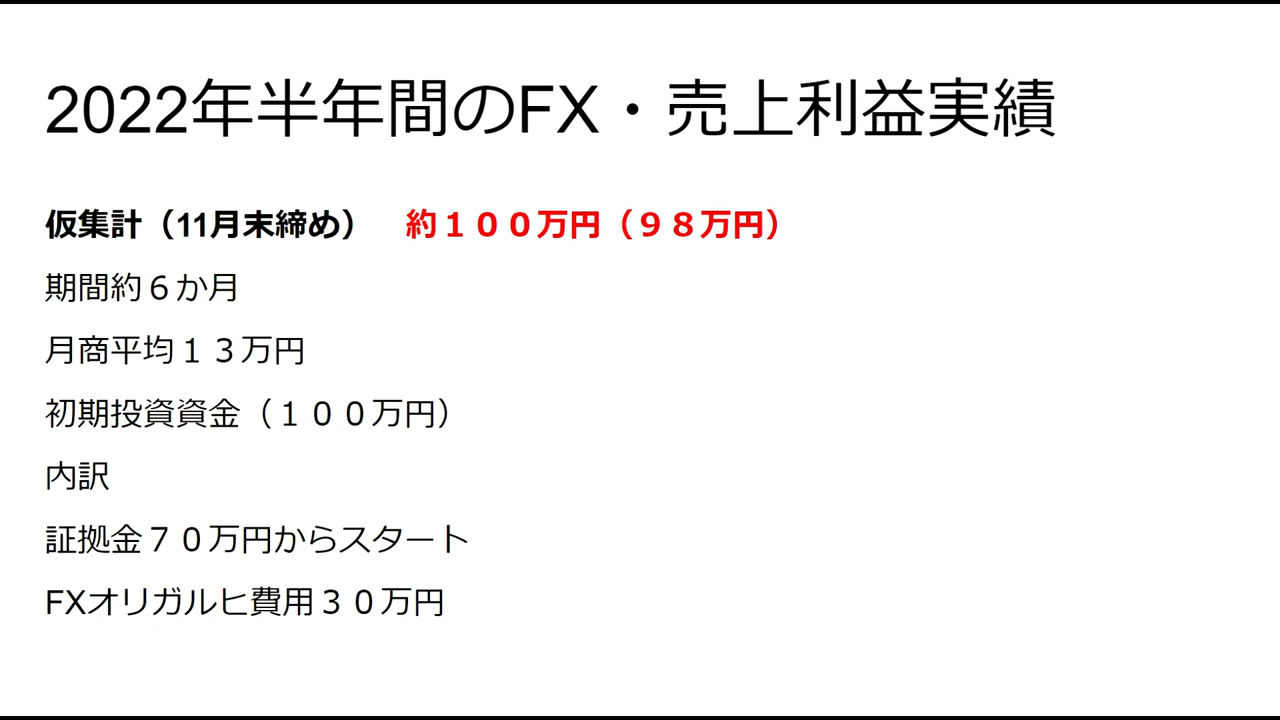 2022年半年間のFX・売上利益実績
仮集計（11月末締め）　約１００万円（９８万円）
期間約６か月
月商平均１３万円
初期投資資金（１００万円）
内訳
証拠金７０万円からスタート
FXオリガルヒ費用３０万円